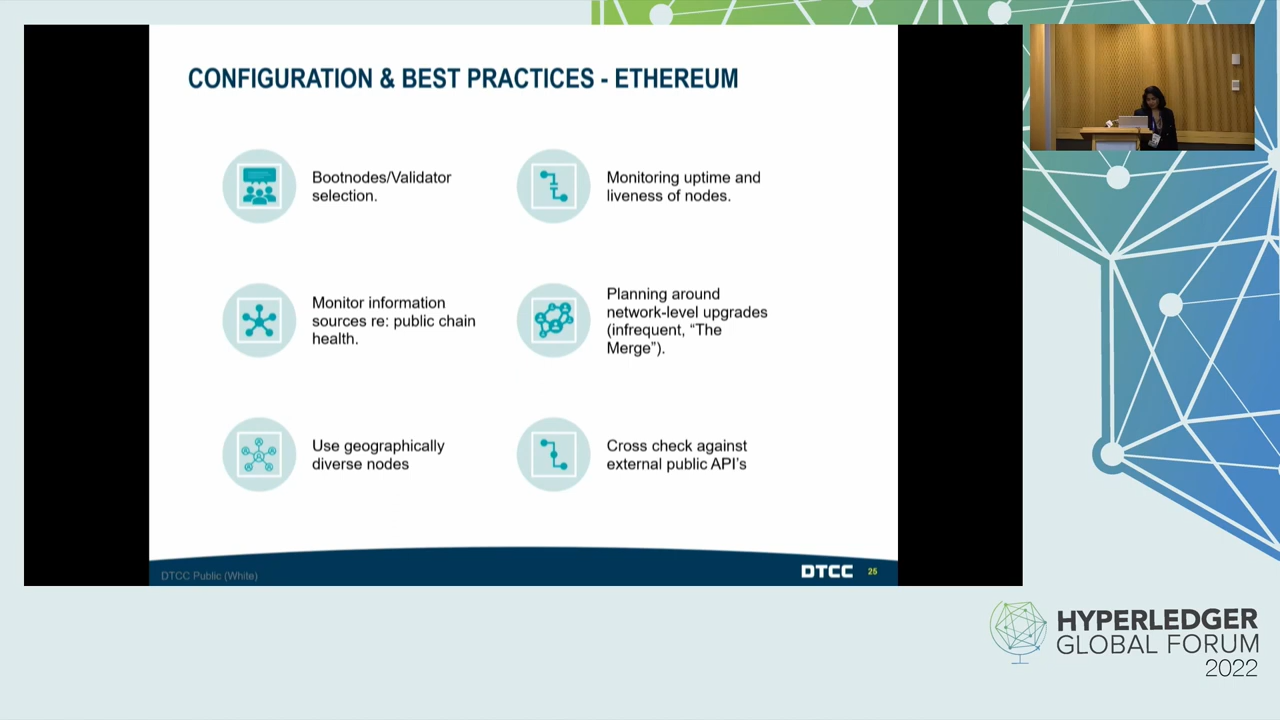 CONFIGURATION & BEST PRACTICES - ETHEREUM
Bootnodes/Validator
selection.
Monitoring uptime and
liveness of nodes.
Monitor information
sources re: public chain
health.
Planning around
network-level upgrades
(infrequent, “The
Merge”).
Use geographically
diverse nodes
Cross check against
external public API’s
DTCC Public (White)
DTCC
25
HYPERLEDGER
GLOBAL FORUM
2022